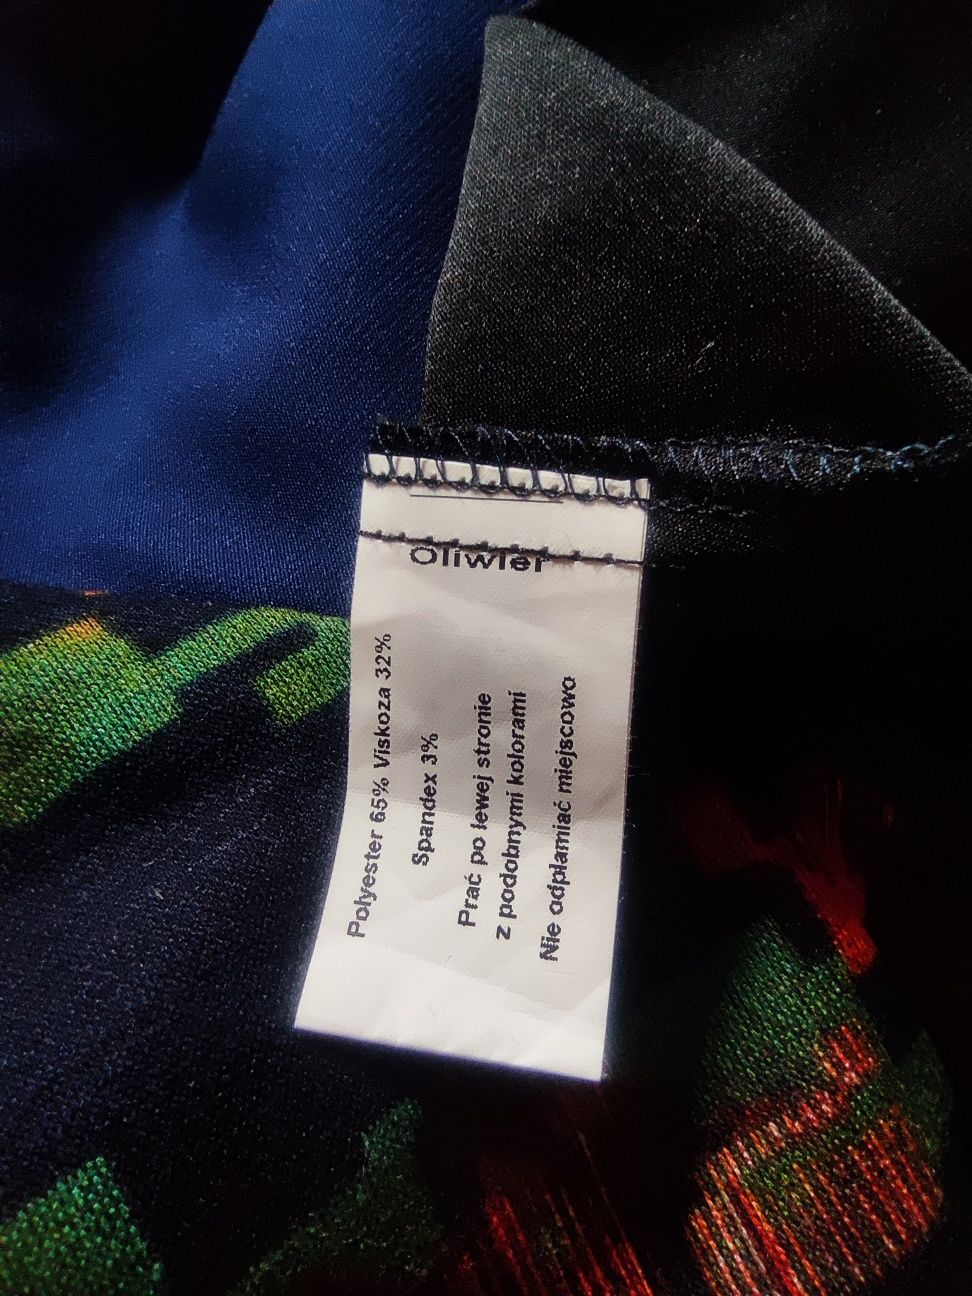 Oliwier
Polyester 65% Viskoza 32%
Spandex 3%
Prać po lewej stronie
z podobnymi kolorami
Nie odplamiać miejscowo